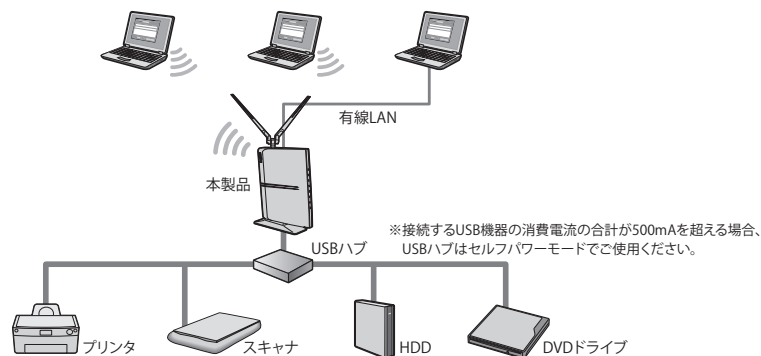 有線LAN
本製品
※接続するUSB機器の消費電流の合計が500mAを超える場合、
USBハブはセルフパワーモードでご使用ください。
USBハブ
プリンタ
スキャナ
HDD
DVDドライブ